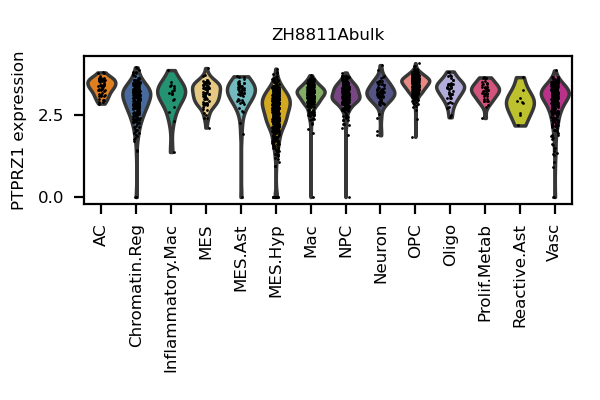 ZH8811Abulk
PTPRZ1 expression
2.5
0.0
AC
Chromatin.Reg
Inflammatory.Mac
MES
MES.Ast
MES.Hyp
Mac
NPC
Neuron
OPC
Oligo
Prolif.Metab
Reactive.Ast
Vasc